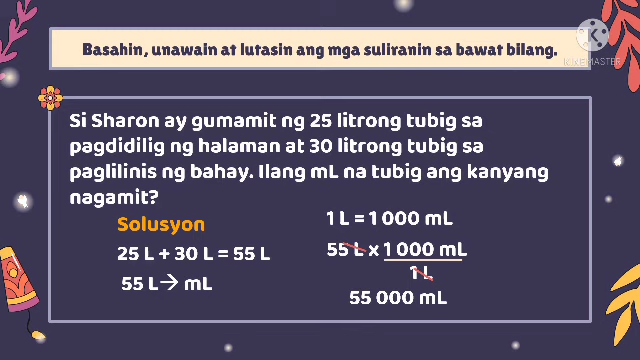 Basahin, unawain at lutasin ang mga suliranin sa bawat bilang.
K
KINEMASTER
Si Sharon ay gumamit ng 25 litrong tubig sa
pagdidilig ng halaman at 30 litrong tubig sa
paglilinis ng bahay. Ilang mL na tubig ang kanyang
nagamit?
Solusyon
25 L + 30 L = 55 L
55 L → mL
1 L = 1 000 mL
55 L x 1 000 mL
1 L
55 000 mL